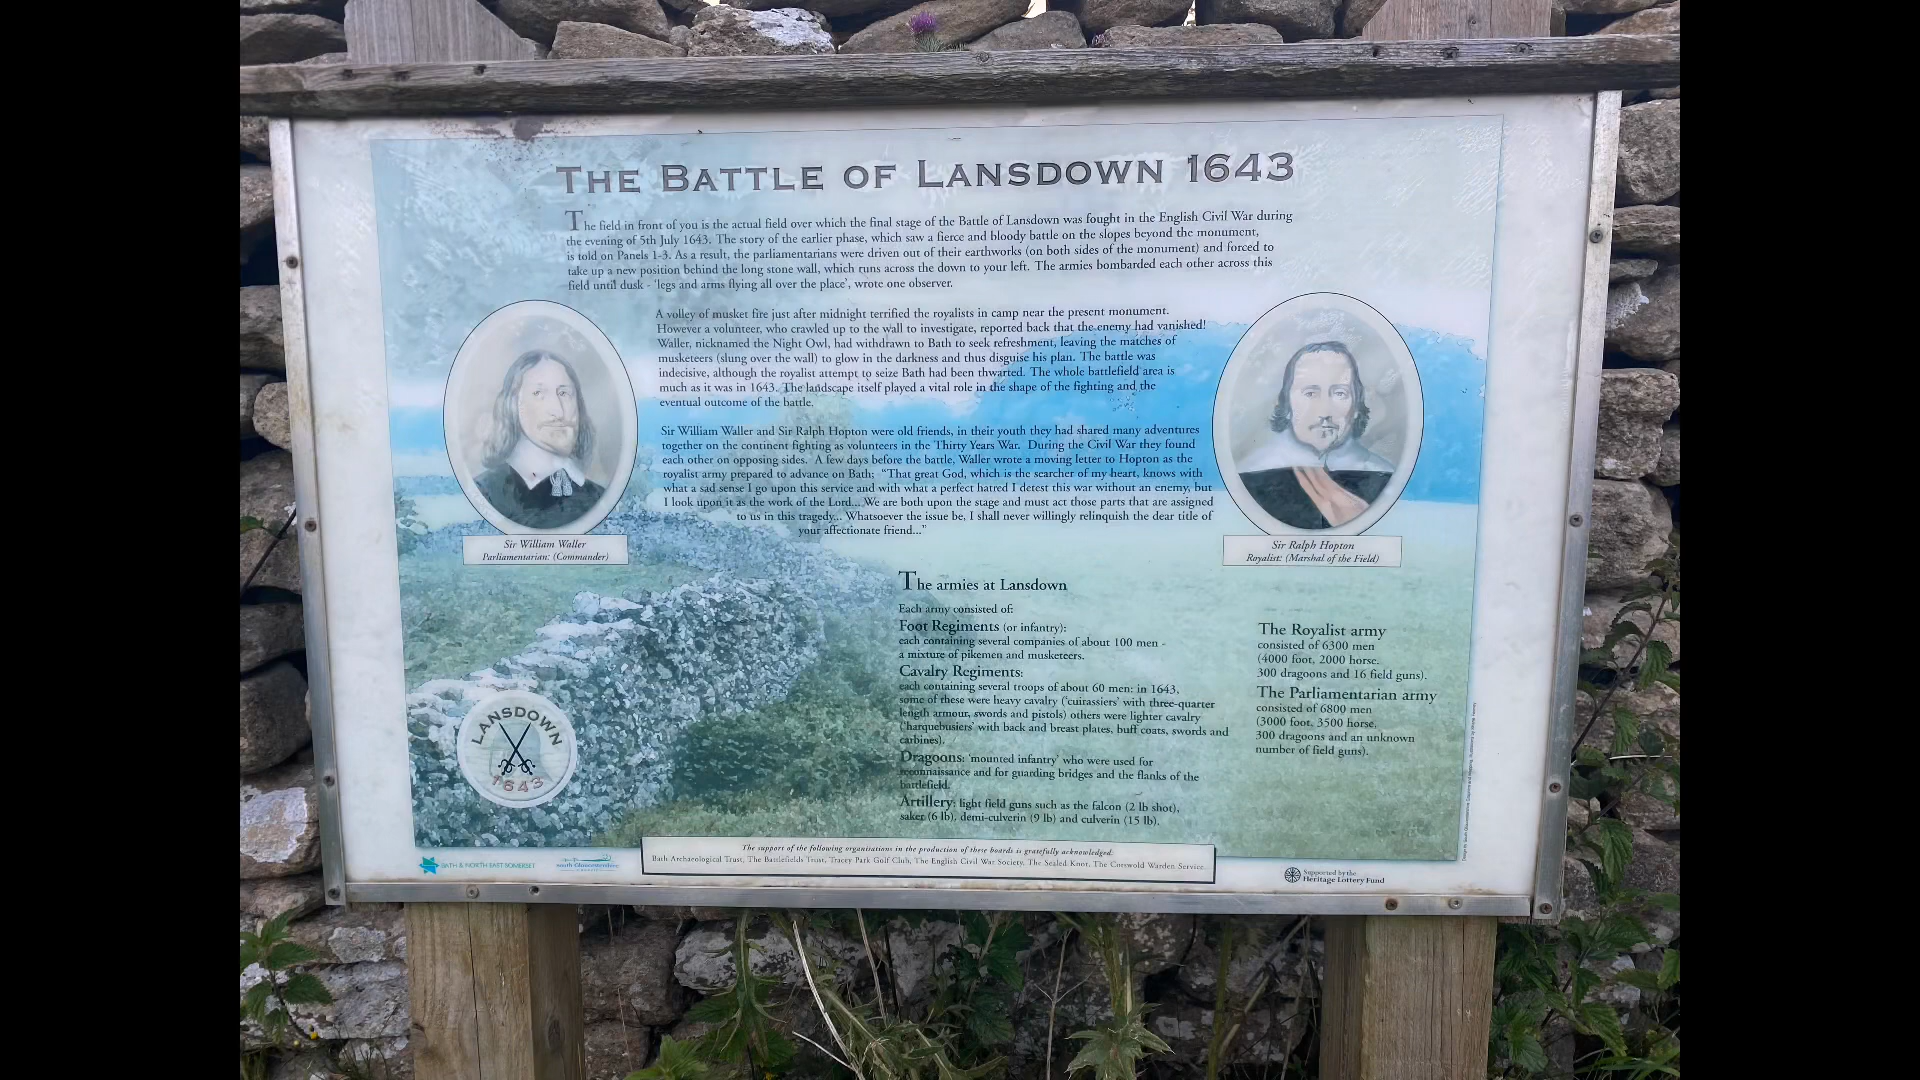 THE BATTLE OF LANSDOWN 1643
The field in front of you is the actual field over which the final stage of the Battle of Lansdown was fought in the English Civil War during
the evening of 5th July 1643. The story of the earlier phase, which saw a fierce and bloody battle on the slopes beyond the monument,
is told on Panels 1-3. As a result, the parliamentarians were driven out of their earthworks (on both sides of the monument) and forced to
take up a new position behind the long stone wall, which runs across the down to your left. The armies bombarded each other across this
field until dusk - 'legs and arms flying all over the place', wrote one observer.
A volley of musket fire just after midnight terrified the royalists in camp near the present monument.
However a volunteer, who crawled up to the wall to investigate, reported back that the enemy had vanished!
Waller, nicknamed the Night Owl, had withdrawn to Bath to seek refreshment, leaving the matches of
musketeers (slung over the wall) to glow in the darkness and thus disguise his plan. The battle was
indecisive, although the royalist attempt to seize Bath had been thwarted. The whole battlefield area is
much as it was in 1643. The landscape itself played a vital role in the shape of the fighting and the
eventual outcome of the battle.
Sir William Waller and Sir Ralph Hopton were old friends, in their youth they had shared many adventures
together on the continent fighting as volunteers in the Thirty Years War. During the Civil War they found
each other on opposing sides. A few days before the battle, Waller wrote a moving letter to Hopton as the
royalist army prepared to advance on Bath; "That great God, which is the searcher of my heart, knows with
what a sad sense I go upon this service and with what a perfect hatred I detest this war without an enemy, but
I look upon it as the work of the Lord... We are both upon the stage and must act those parts that are assigned
to us in this tragedy... Whatsoever the issue be, I shall never willingly relinquish the dear title of
your affectionate friend..."
Sir William Waller
Parliamentarian: (Commander)
Sir Ralph Hopton
Royalist: (Marshal of the Field)
The armies at Lansdown
Each army consisted of:
Foot Regiments (or infantry):
each containing several companies of about 100 men -
a mixture of pikemen and musketeers.
Cavalry Regiments:
each containing several troops of about 60 men: in 1643,
some of these were heavy cavalry ('cuirassiers' with three-quarter
length armour, swords and pistols) others were lighter cavalry
('harquebusiers' with back and breast plates, buff coats, swords and
carbines).
Dragoons: 'mounted infantry' who were used for
reconnaissance and for guarding bridges and the flanks of the
battlefield.
Artillery: light field guns such as the falcon (2 lb shot),
saker (6 lb), demi-culverin (9 lb) and culverin (15 lb).
The Royalist army
consisted of 6300 men
(4000 foot, 2000 horse,
300 dragoons and 16 field guns).
The Parliamentarian army
consisted of 6800 men
(3000 foot, 3500 horse,
300 dragoons and an unknown
number of field guns).
LANSDOWN
1643
The support of the following organisations in the production of these boards is gratefully acknowledged.
Bath Archaeological Trust, The Battlefields Trust, Tracey Park Golf Club, The English Civil War Society, The Sealed Knot, The Cotswold Warden Service.
BATH & NORTH EAST SOMERSET
South Gloucestershire
Supported by the
Heritage Lottery Fund